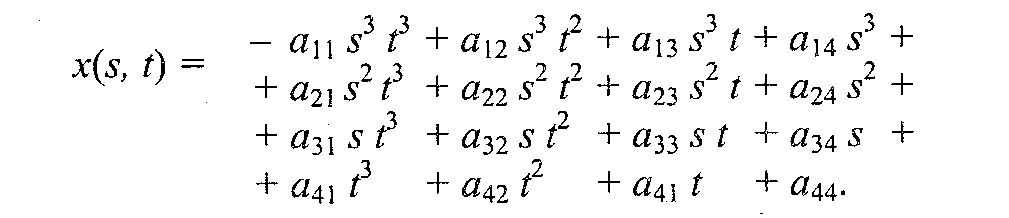 − a₁₁ s³ t³ + a₁₂ s³ t² + a₁₃ s³ t + a₁₄ s³ +
x(s, t) = + a₂₁ s² t³ + a₂₂ s² t² + a₂₃ s² t + a₂₄ s² +
+ a₃₁ s t³ + a₃₂ s t² + a₃₃ s t + a₃₄ s +
+ a₄₁ t³ + a₄₂ t² + a₄₁ t + a₄₄.